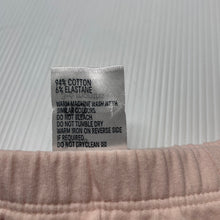 94% COTTON
6% ELASTANE
WARM MACHINE WASH WITH
SIMILAR COLOURS.
DO NOT BLEACH
DO NOT TUMBLE DRY
WARM IRON ON REVERSE SIDE
IF REQUIRED.
DO NOT DRYCLEAN